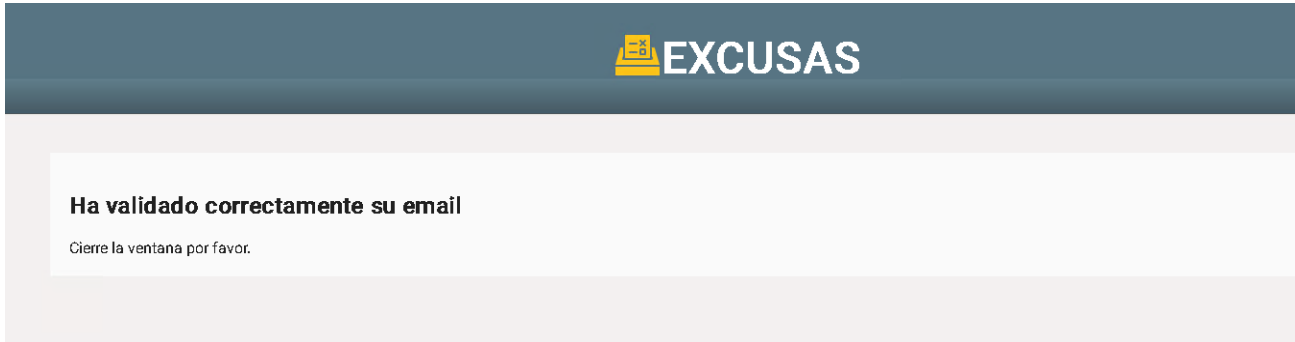 EXCUSAS
Ha validado correctamente su email
Cierre la ventana por favor.